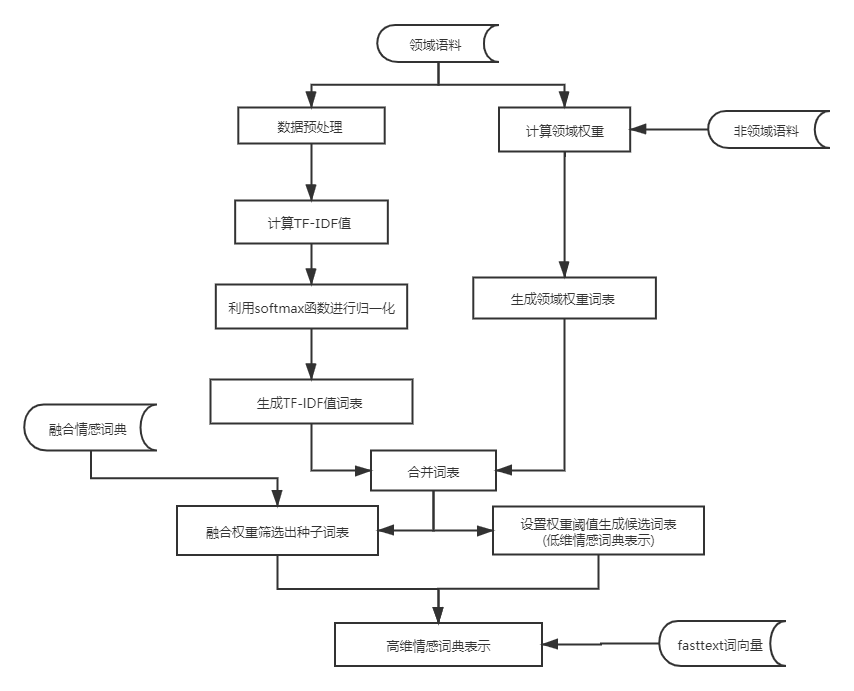 领域语料
数据预处理
计算领域权重
非领域语料
计算TF-IDF值
利用softmax函数进行归一化
生成领域权重词表
生成TF-IDF值词表
融合情感词典
合并词表
融合权重筛选出种子词表
设置权重阈值生成候选词表
(低维情感词典表示)
高维情感词典表示
fasttext词向量